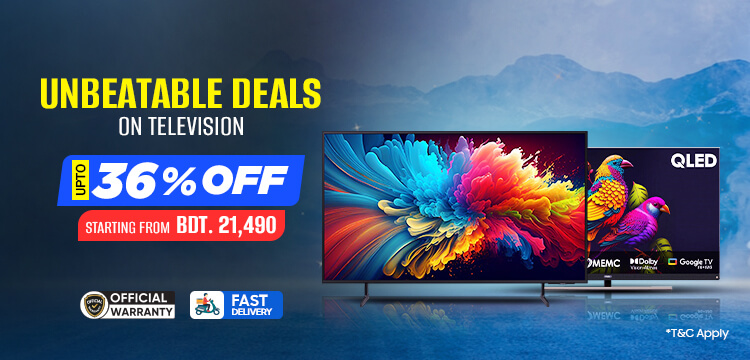 UNBEATABLE DEALS
ON TELEVISION
UPTO
36% OFF
STARTING FROM BDT. 21,490
OFFICIAL
OFFICIAL
WARRANTY
FAST
DELIVERY
QLED
MEMC
Dolby
Google TV
*T&C Apply